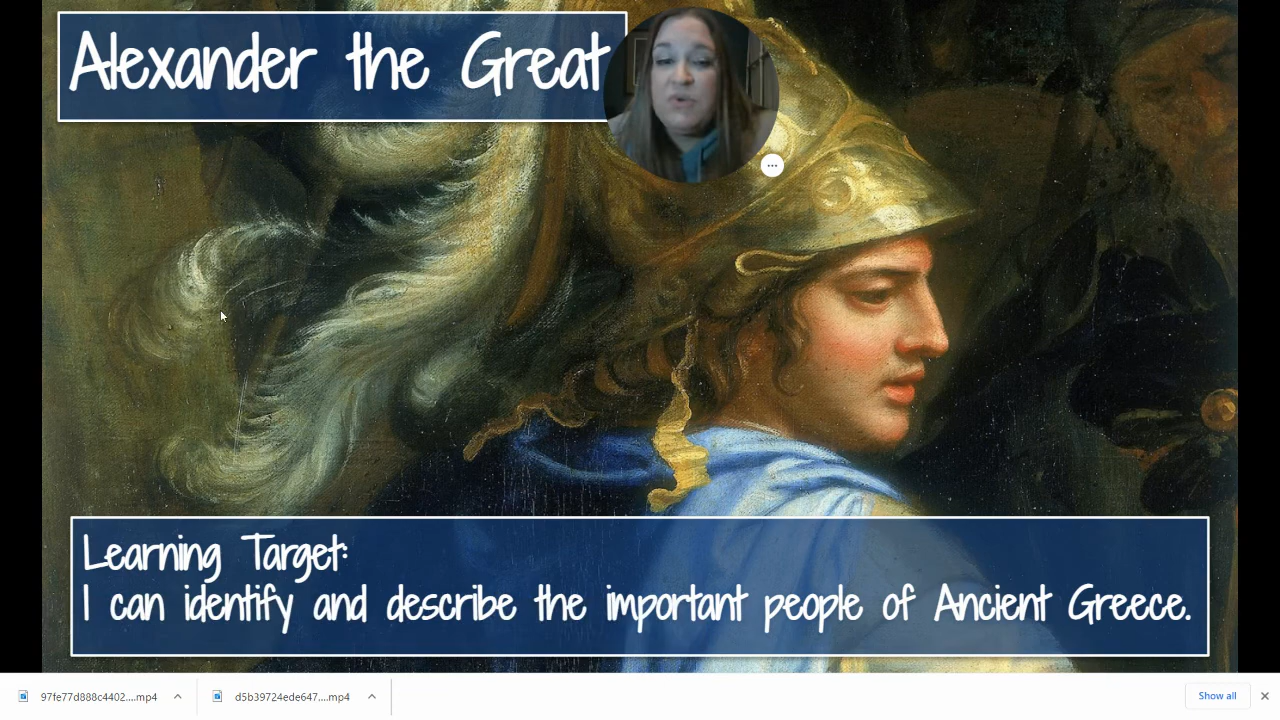 Alexander the Great
Learning Target:
I can identify and describe the important people of Ancient Greece.
97fe77d888c4402....mp4
d5b39724ede647....mp4
Show all